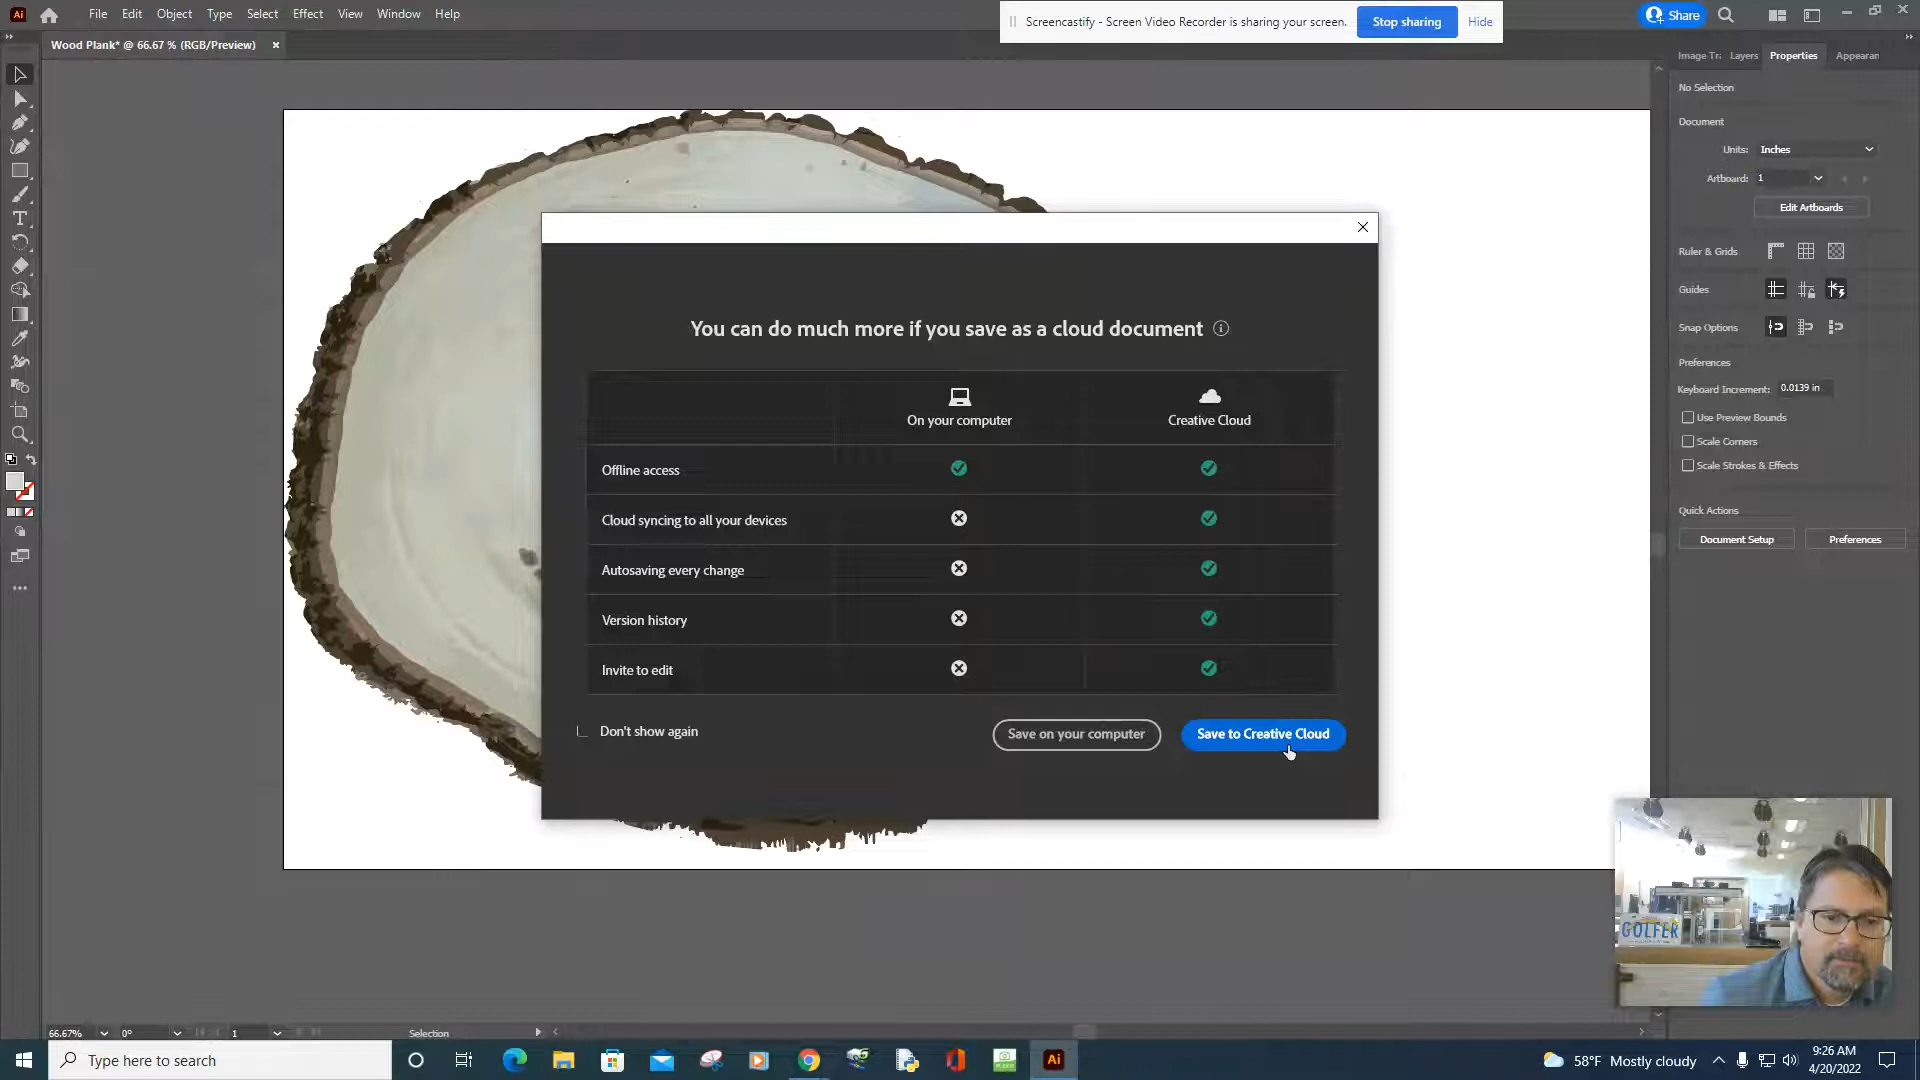 Ai File Edit Object Type Select Effect View Window Help
Screencastify - Screen Video Recorder is sharing your screen. Stop sharing Hide
Share
Wood Plank* @ 66.67 % (RGB/Preview) ×
Image Tr: Layers Properties Appearan
No Selection
Document
Units: Inches
Artboard: 1
Edit Artboards
Ruler & Grids
Guides
Snap Options
Preferences
Keyboard Increment: 0.0139 in
Use Preview Bounds
Scale Corners
Scale Strokes & Effects
Quick Actions
Document Setup Preferences
You can do much more if you save as a cloud document
On your computer Creative Cloud
Offline access
Cloud syncing to all your devices
Autosaving every change
Version history
Invite to edit
Don't show again
Save on your computer Save to Creative Cloud
GOLFER
66.67% 0° 1 Selection
Type here to search
Ai
58°F Mostly cloudy
9:26 AM
4/20/2022